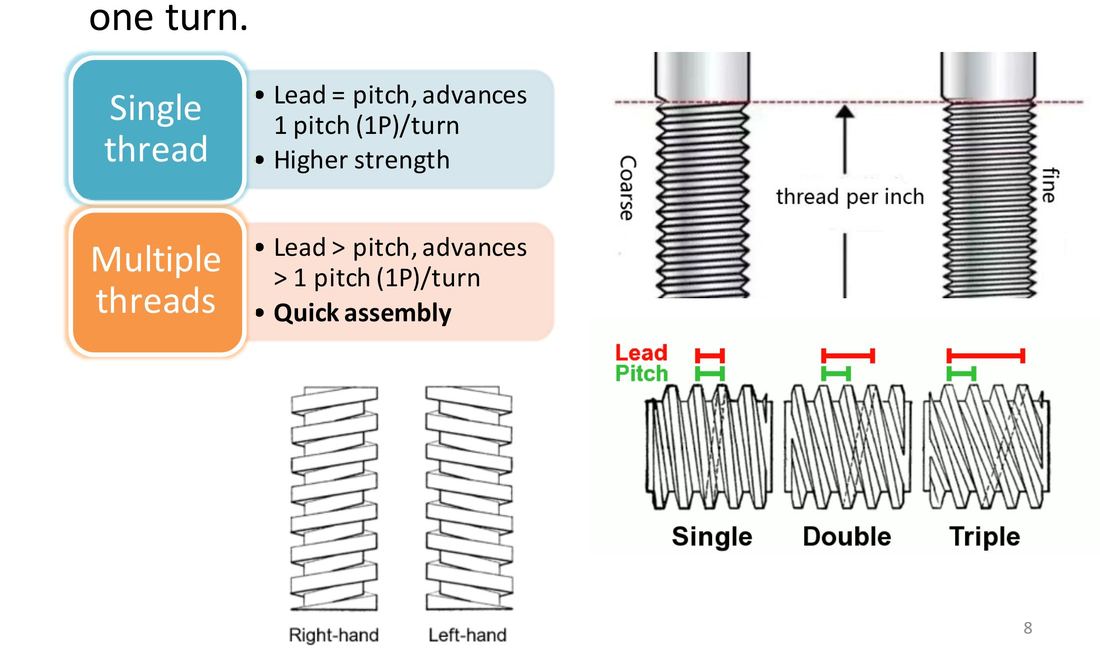 one turn.
Single
thread
• Lead = pitch, advances
1 pitch (1P)/turn
• Higher strength
Multiple
threads
• Lead > pitch, advances
> 1 pitch (1P)/turn
• Quick assembly
Right-hand
Left-hand
Coarse
thread per inch
fine
Lead
Pitch
Single
Double
Triple
8